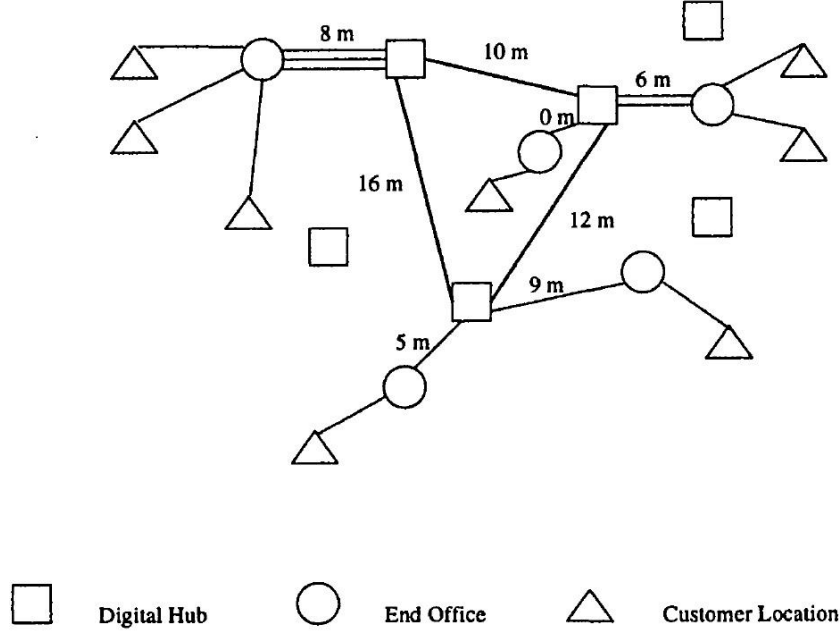 8 m
10 m
6 m
0 m
16 m
12 m
9 m
5 m
Digital Hub
End Office
Customer Location